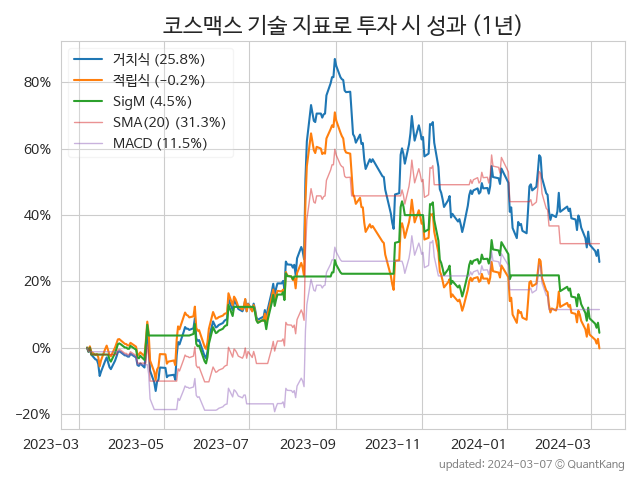 코스맥스 기술 지표로 투자 시 성과 (1년)
거치식 (25.8%)
적립식 (−0.2%)
SigM (4.5%)
SMA(20) (31.3%)
MACD (11.5%)
80%
60%
40%
20%
0%
−20%
2023-03 2023-05 2023-07 2023-09 2023-11 2024-01 2024-03
updated: 2024-03-07 © QuantKang